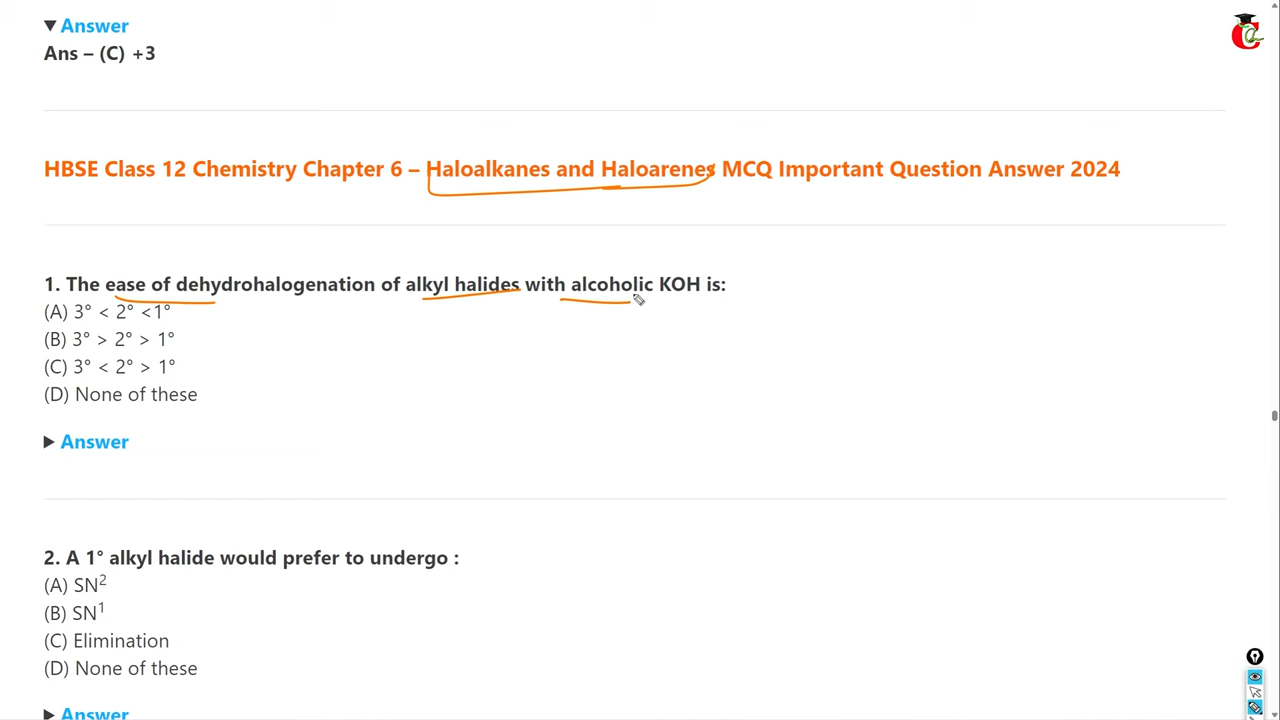 ▼ Answer
Ans – (C) +3
HBSE Class 12 Chemistry Chapter 6 – Haloalkanes and Haloarenes MCQ Important Question Answer 2024
1. The ease of dehydrohalogenation of alkyl halides with alcoholic KOH is:
(A) 3° < 2° <1°
(B) 3° > 2° > 1°
(C) 3° < 2° > 1°
(D) None of these
▶ Answer
2. A 1° alkyl halide would prefer to undergo :
(A) SN²
(B) SN¹
(C) Elimination
(D) None of these
▶ Answer